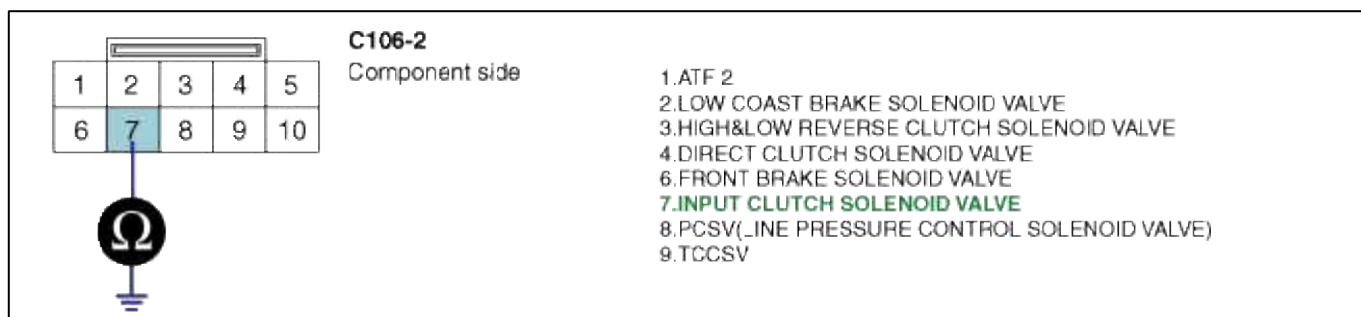 C106-2
Component side
1 2 3 4 5
6 7 8 9 10
Ω
1.ATF 2
2.LOW COAST BRAKE SOLENOID VALVE
3.HIGH&LOW REVERSE CLUTCH SOLENOID VALVE
4.DIRECT CLUTCH SOLENOID VALVE
6.FRONT BRAKE SOLENOID VALVE
7.INPUT CLUTCH SOLENOID VALVE
8.PCSV(LINE PRESSURE CONTROL SOLENOID VALVE)
9.TCCSV